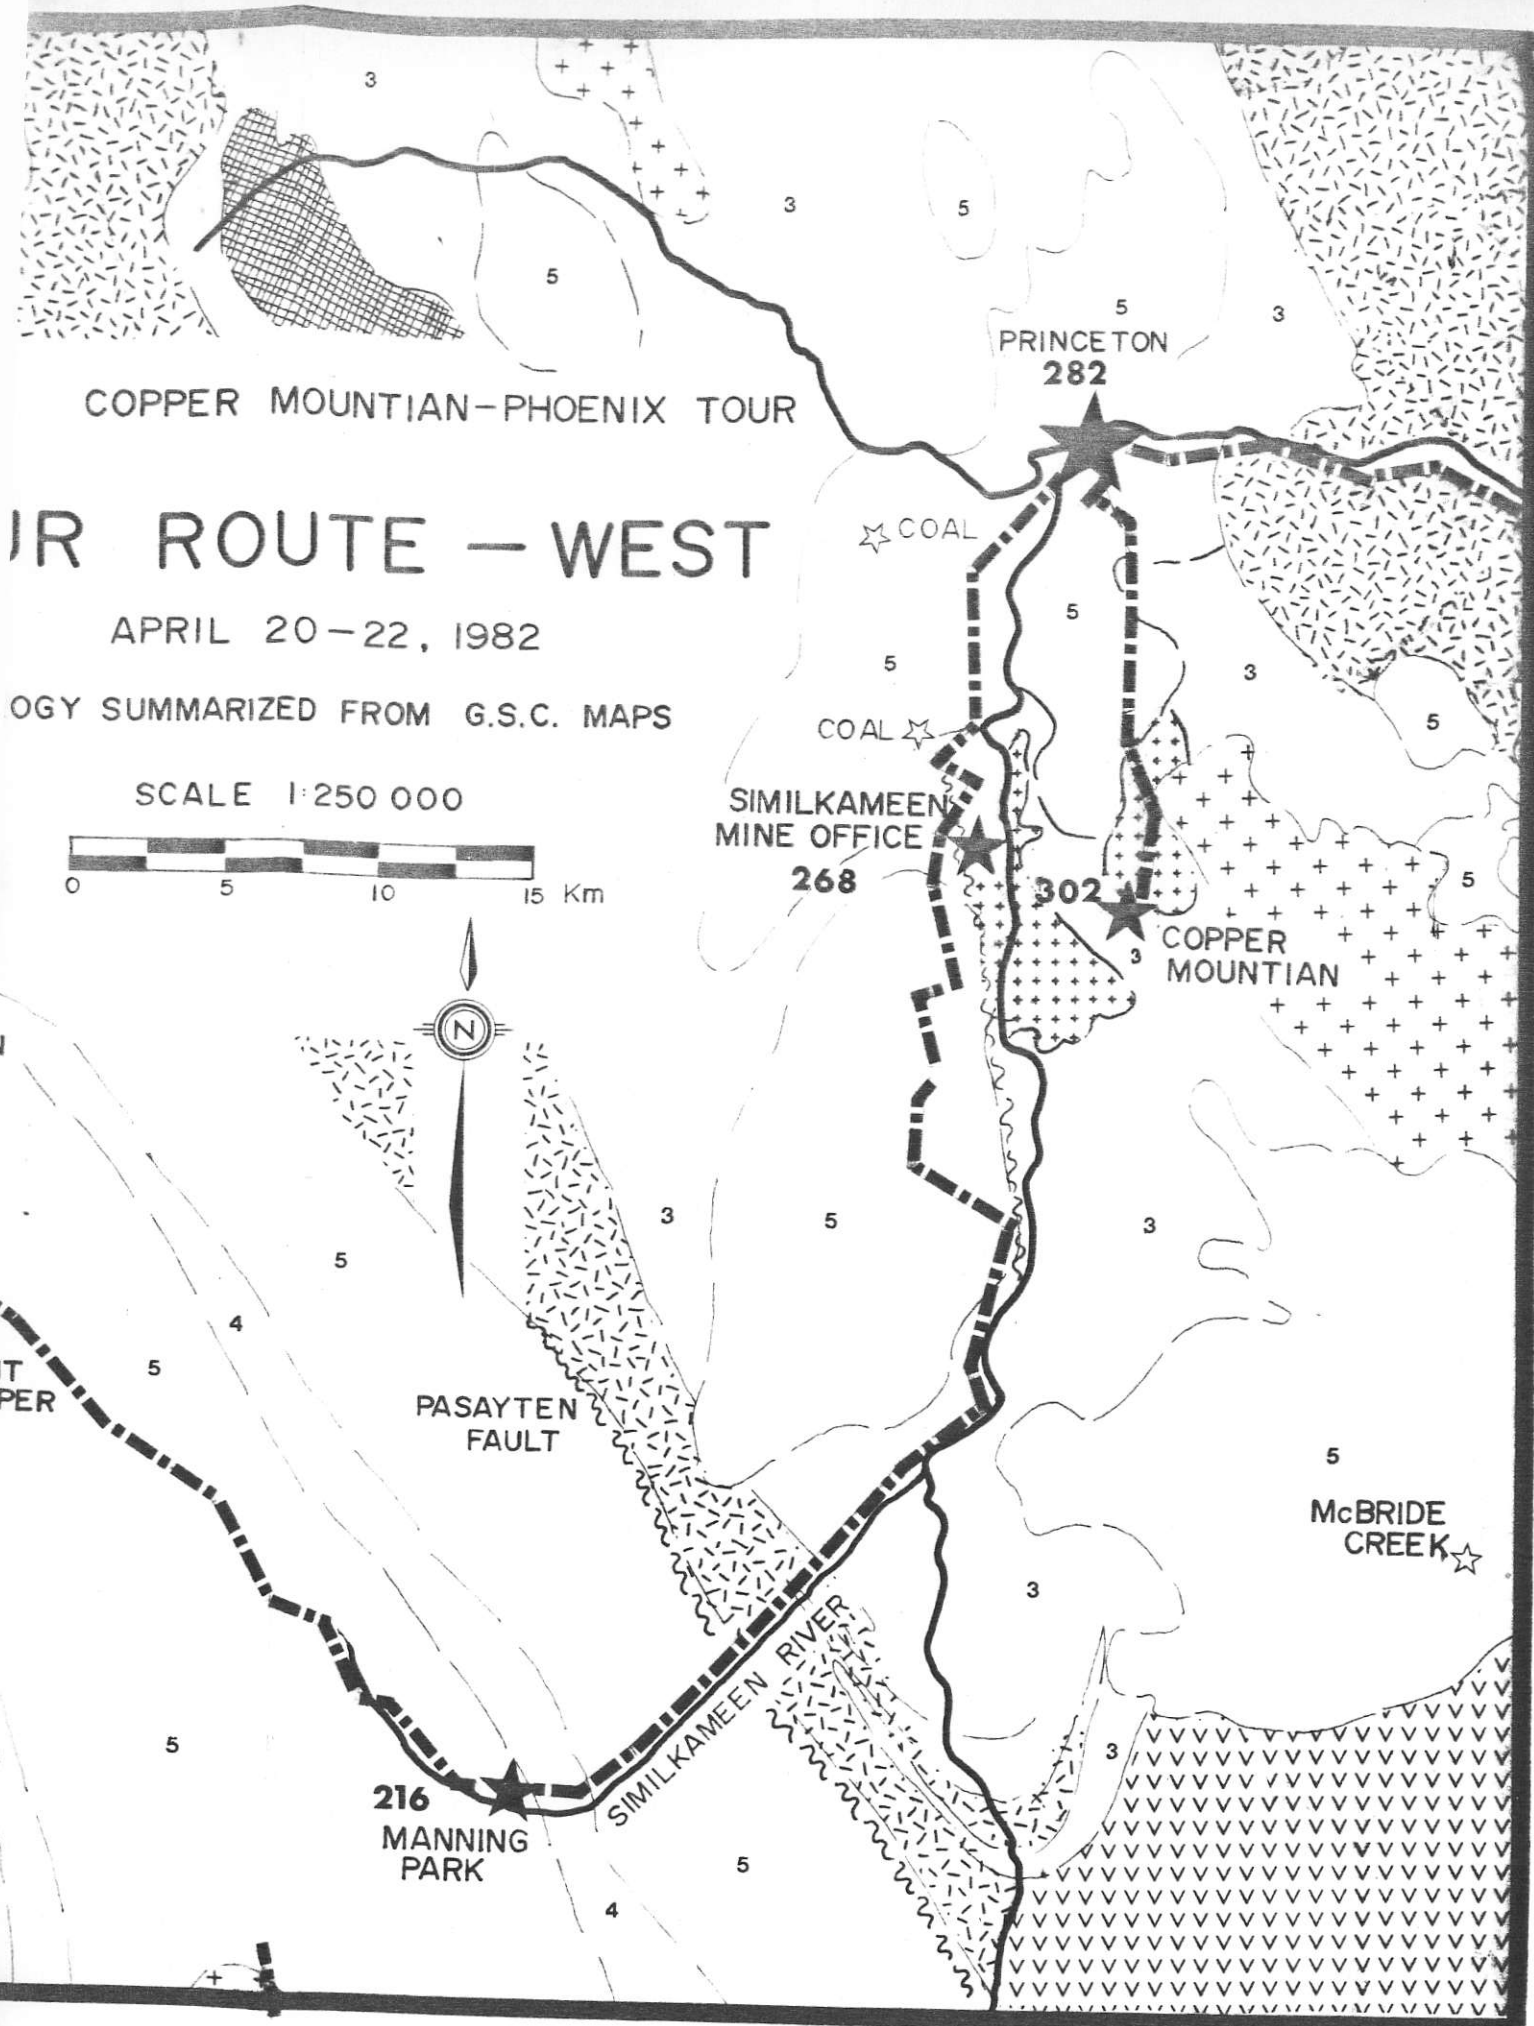 3
3
5
5
5
3
PRINCETON
282
COPPER MOUNTIAN–PHOENIX TOUR
COAL
UR ROUTE – WEST
5
APRIL 20–22, 1982
5
3
OGY SUMMARIZED FROM G.S.C. MAPS
COAL
5
SCALE 1:250 000
SIMILKAMEEN
MINE OFFICE
268
0 5 10 15 Km
302
5
COPPER
MOUNTIAN
3
N
3
5
3
5
4
5
PER
PASAYTEN
FAULT
5
McBRIDE
CREEK
3
SIMILKAMEEN RIVER
5
3
216
MANNING
PARK
5
4